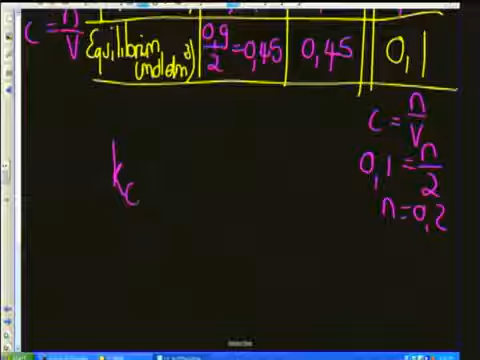 c = n/V
Equilibrium (mol/dm³)
0,9/2 = 0,45
0,45
0,1
c = n/V
0,1 = n/2
n = 0,2
kc